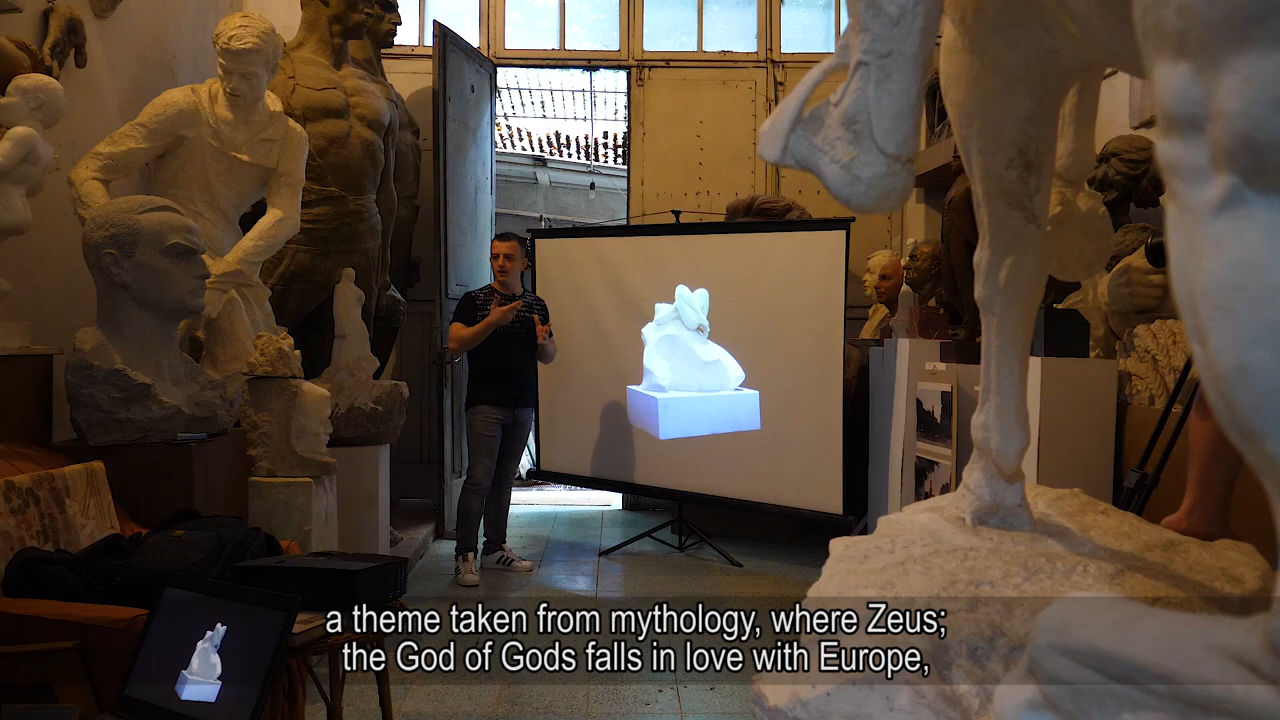 a theme taken from mythology, where Zeus;
the God of Gods falls in love with Europe,